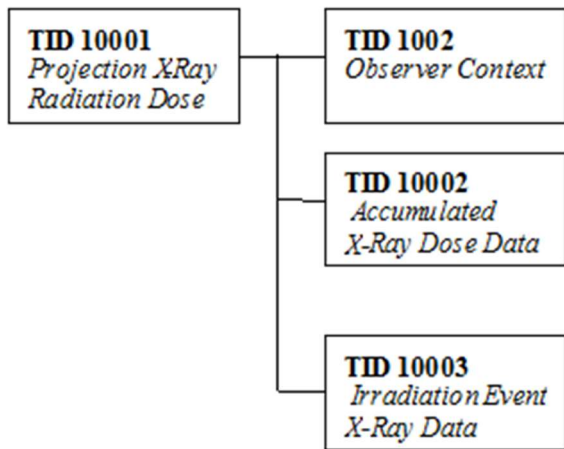 TID 10001
Projection X-Ray
Radiation Dose
TID 1002
Observer Context
TID 10002
Accumulated
X-Ray Dose Data
TID 10003
Irradiation Event
X-Ray Data